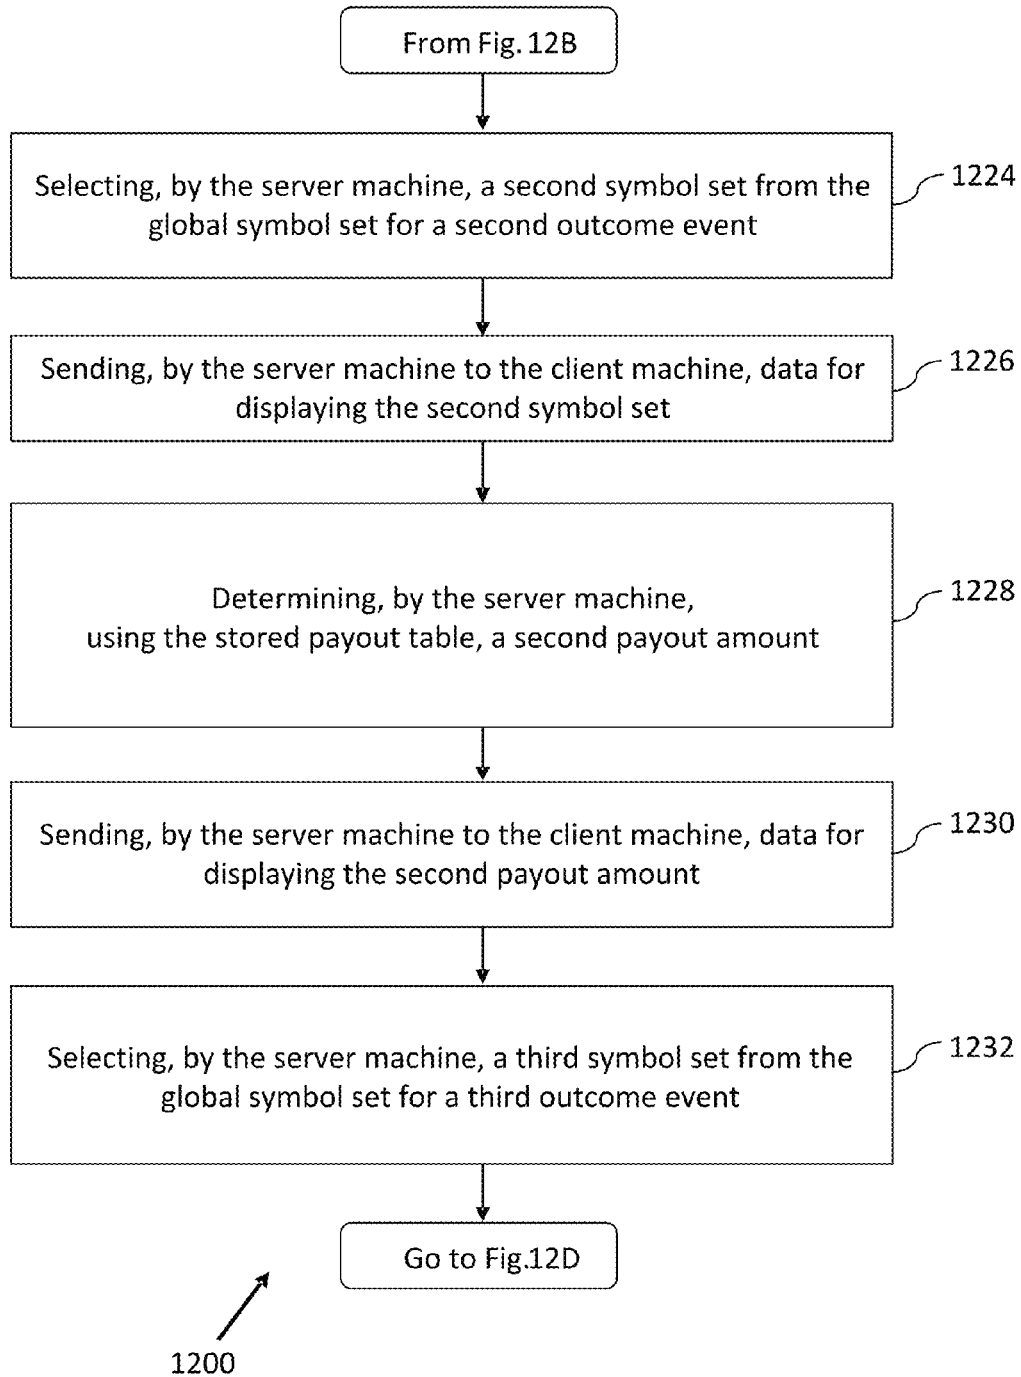 From Fig. 12B
Selecting, by the server machine, a second symbol set from the
global symbol set for a second outcome event
1224
Sending, by the server machine to the client machine, data for
displaying the second symbol set
1226
Determining, by the server machine,
using the stored payout table, a second payout amount
1228
Sending, by the server machine to the client machine, data for
displaying the second payout amount
1230
Selecting, by the server machine, a third symbol set from the
global symbol set for a third outcome event
1232
Go to Fig.12D
1200